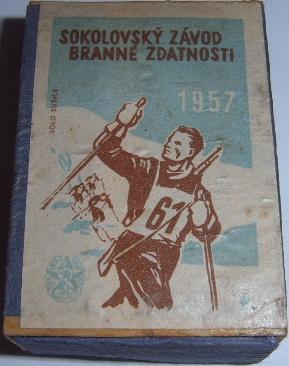 SOKOLOVSKÝ ZÁVOD
BRANNÉ ZDATNOSTI
1957
SOLO SUŠICE
61